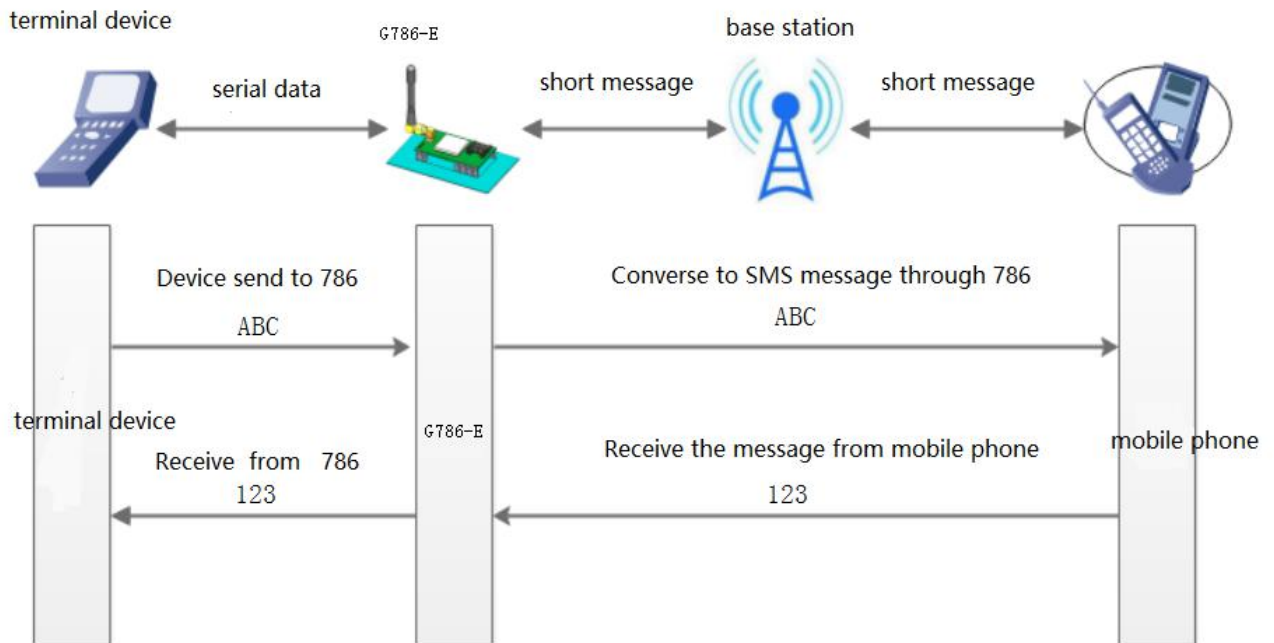 terminal device
G786-E
base station
serial data
short message
short message
Device send to 786
ABC
Converse to SMS message through 786
ABC
terminal device
G786-E
mobile phone
Receive from 786
123
Receive the message from mobile phone
123